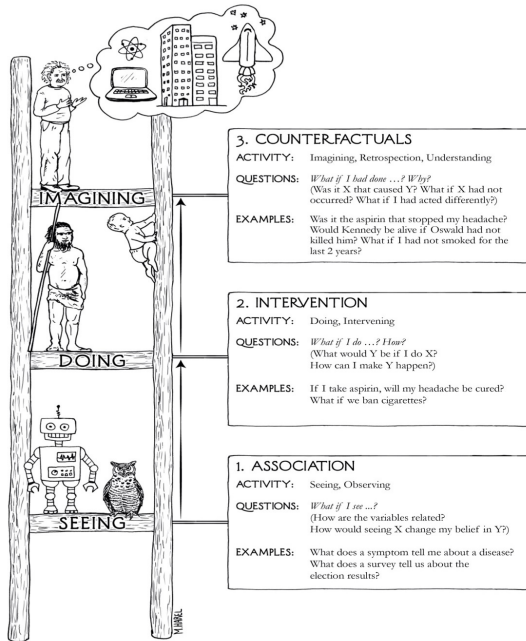 3. COUNTERFACTUALS
ACTIVITY: Imagining, Retrospection, Understanding
QUESTIONS: What if I had done …? Why?
(Was it X that caused Y? What if X had not
occurred? What if I had acted differently?)
EXAMPLES: Was it the aspirin that stopped my headache?
Would Kennedy be alive if Oswald had not
killed him? What if I had not smoked for the
last 2 years?
IMAGINING
2. INTERVENTION
ACTIVITY: Doing, Intervening
QUESTIONS: What if I do …? How?
(What would Y be if I do X?
How can I make Y happen?)
EXAMPLES: If I take aspirin, will my headache be cured?
What if we ban cigarettes?
DOING
1. ASSOCIATION
ACTIVITY: Seeing, Observing
QUESTIONS: What if I see ...?
(How are the variables related?
How would seeing X change my belief in Y?)
EXAMPLES: What does a symptom tell me about a disease?
What does a survey tell us about the
election results?
SEEING
M.HAREL